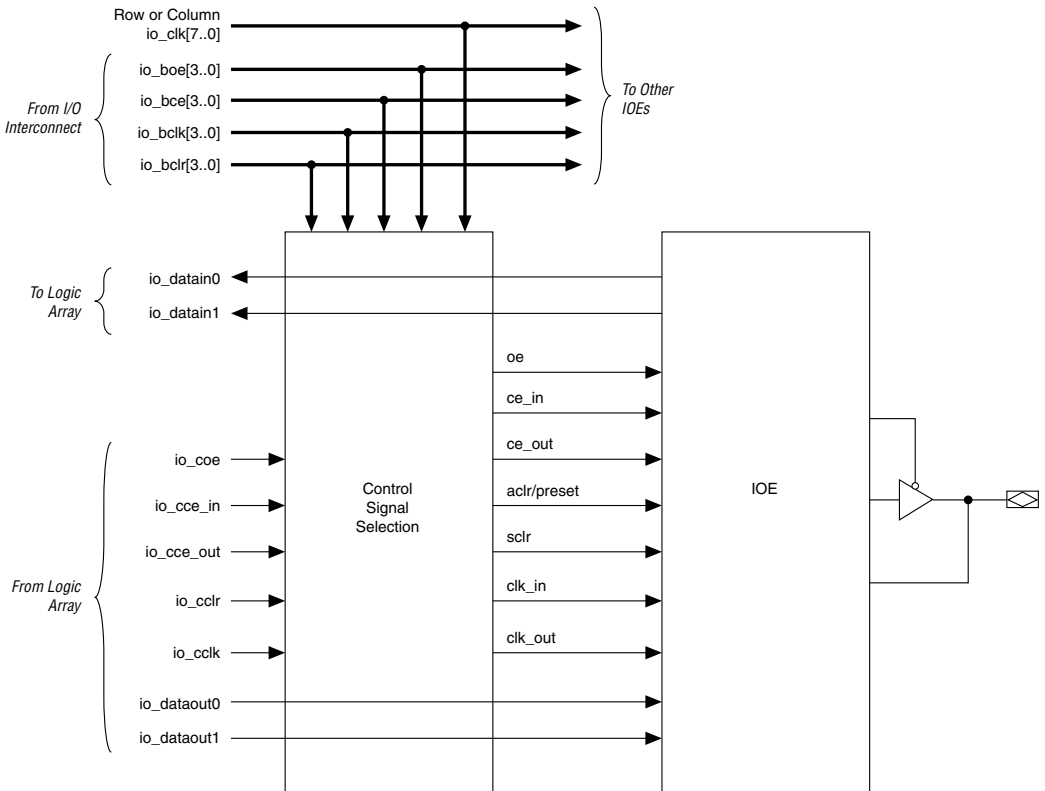 Row or Column
io_clk[7..0]
io_boe[3..0]
From I/O
Interconnect
io_bce[3..0]
io_bclk[3..0]
io_bclr[3..0]
To Other
IOEs
To Logic
Array
io_datain0
io_datain1
oe
ce_in
ce_out
aclr/preset
sclr
clk_in
clk_out
Control
Signal
Selection
IOE
From Logic
Array
io_coe
io_cce_in
io_cce_out
io_cclr
io_cclk
io_dataout0
io_dataout1